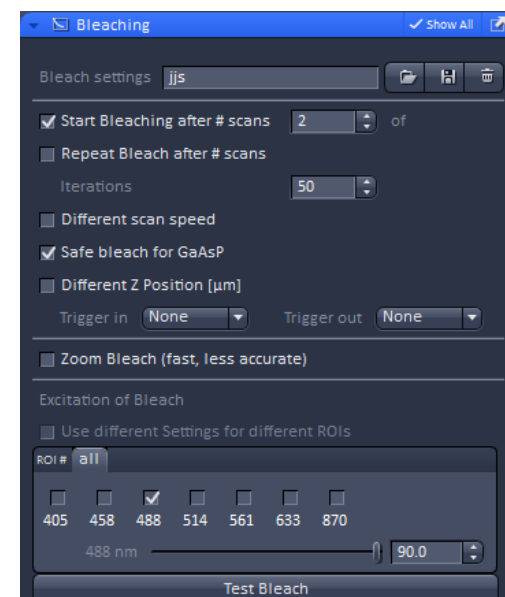 Bleaching Show All
Bleach settings jjs
Start Bleaching after # scans 2 of
Repeat Bleach after # scans
Iterations 50
Different scan speed
Safe bleach for GaAsP
Different Z Position [µm]
Trigger in None Trigger out None
Zoom Bleach (fast, less accurate)
Excitation of Bleach
Use different Settings for different ROIs
ROI # all
405 458 488 514 561 633 870
488 nm 90.0
Test Bleach